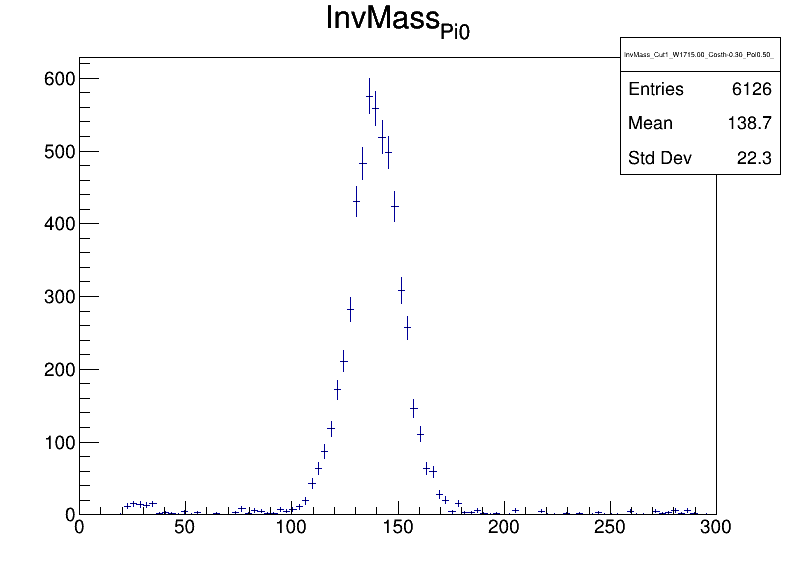 InvMass_Pi0
InvMass_Cut1_W1715.00_Costh-0.30_Pol0.50_
Entries 6126
Mean 138.7
Std Dev 22.3
600
500
400
300
200
100
0
0 50 100 150 200 250 300